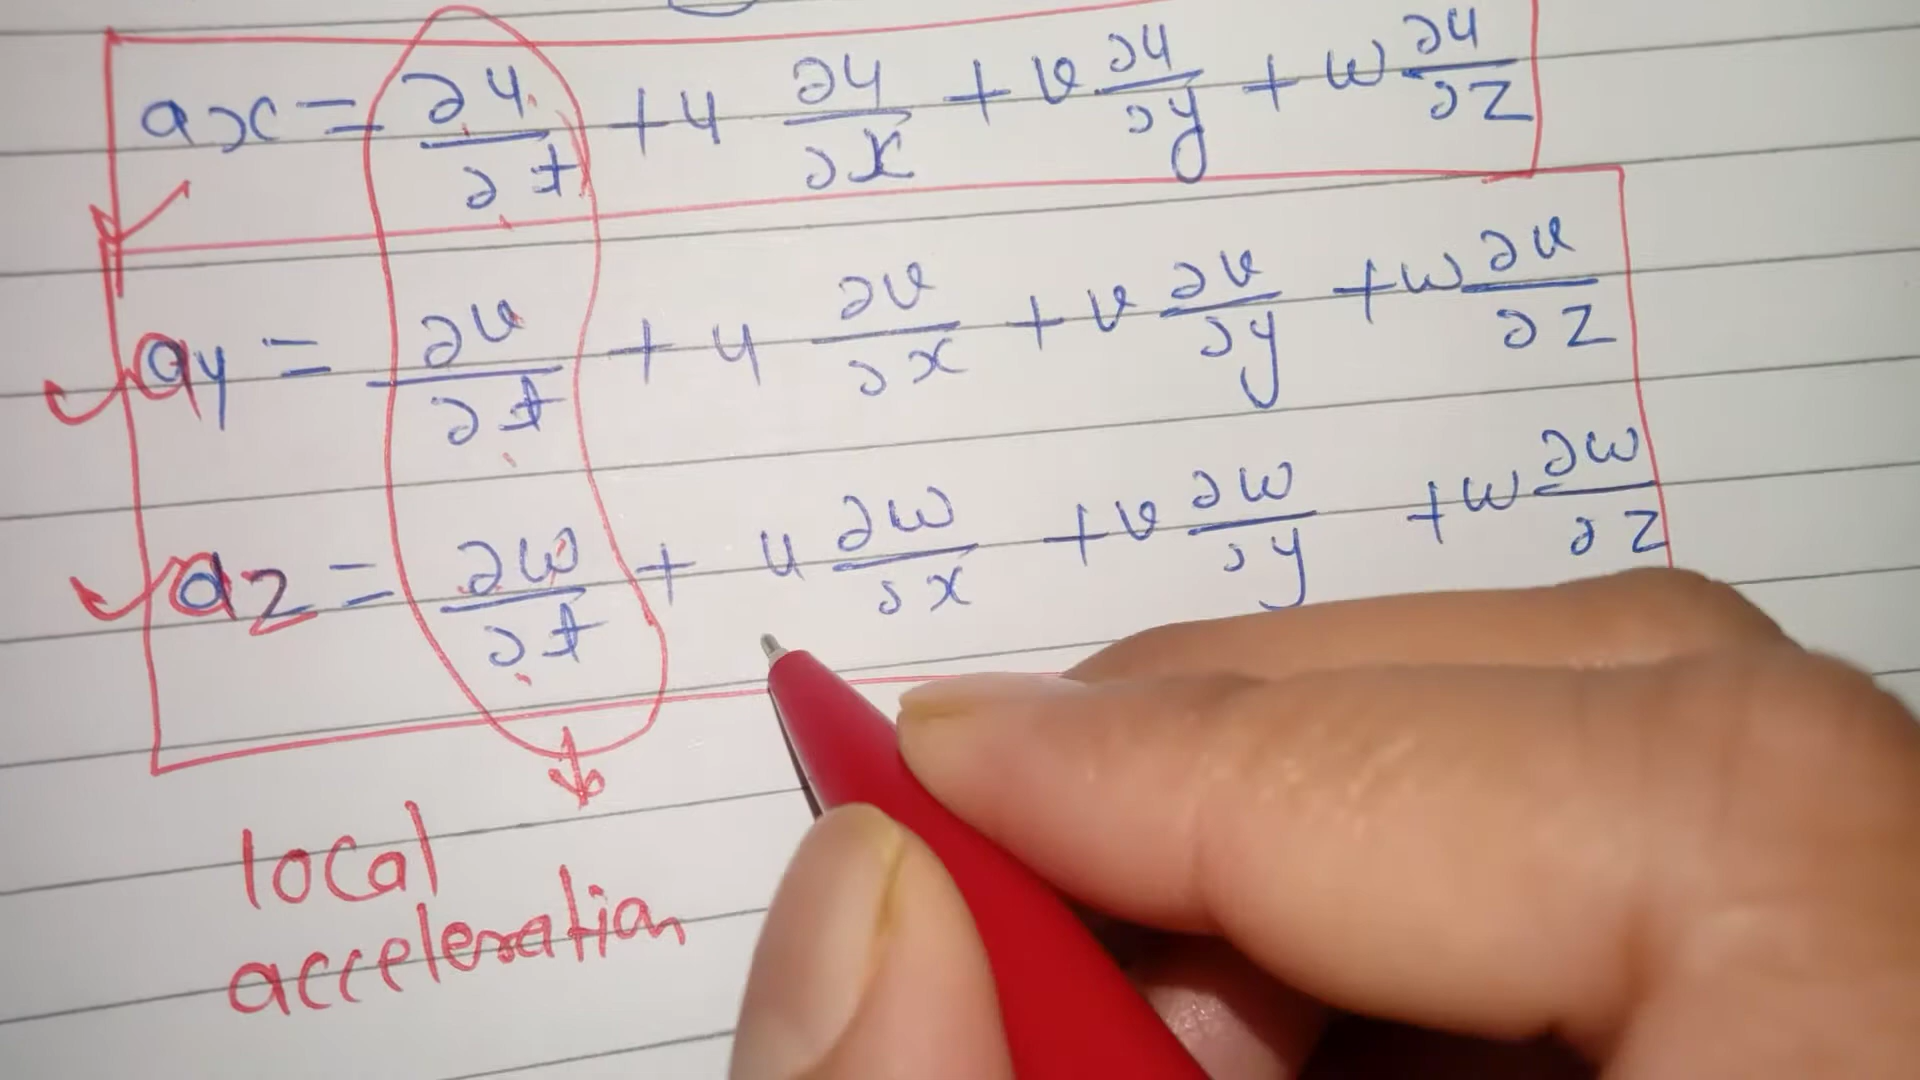 ax = ∂u/∂t + u ∂u/∂x + v ∂u/∂y + w ∂u/∂z
ay = ∂v/∂t + u ∂v/∂x + v ∂v/∂y + w ∂v/∂z
az = ∂w/∂t + u ∂w/∂x + v ∂w/∂y + w ∂w/∂z
local
acceleration